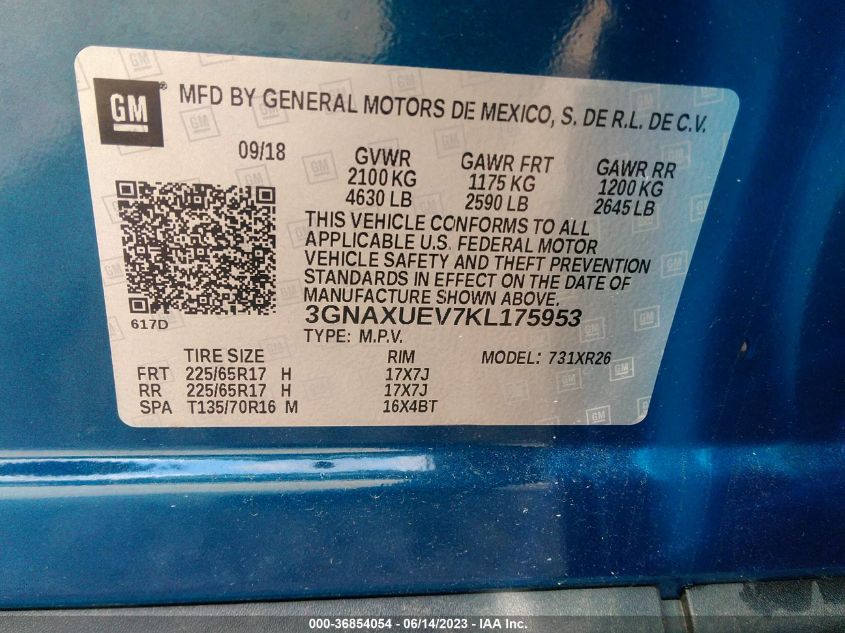 GM
MFD BY GENERAL MOTORS DE MEXICO, S. DE R.L. DE C.V.
09/18
GVWR GAWR FRT GAWR RR
2100 KG 1175 KG 1200 KG
4630 LB 2590 LB 2645 LB
THIS VEHICLE CONFORMS TO ALL
APPLICABLE U.S. FEDERAL MOTOR
VEHICLE SAFETY AND THEFT PREVENTION
STANDARDS IN EFFECT ON THE DATE OF
MANUFACTURE SHOWN ABOVE.
617D
3GNAXUEV7KL175953
TYPE: M.P.V.
TIRE SIZE RIM MODEL: 731XR26
FRT 225/65R17 H 17X7J
RR 225/65R17 H 17X7J
SPA T135/70R16 M 16X4BT
000-36854054 - 06/14/2023 - IAA Inc.